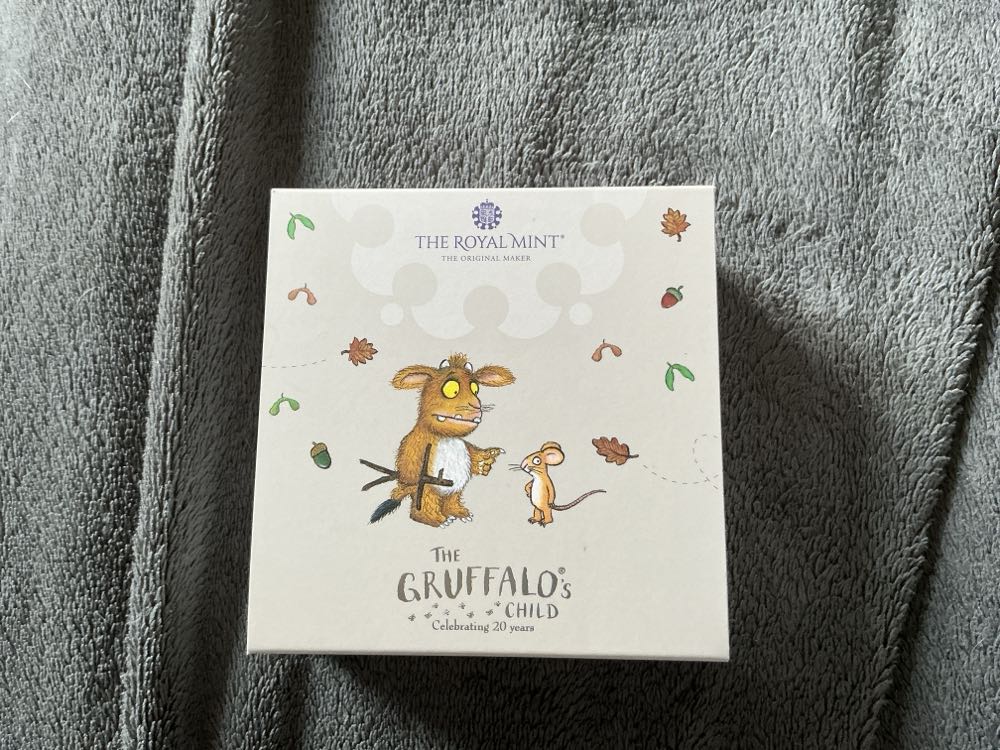 THE ROYAL MINT®
THE ORIGINAL MAKER
THE
GRUFFALO®'s
CHILD
Celebrating 20 years